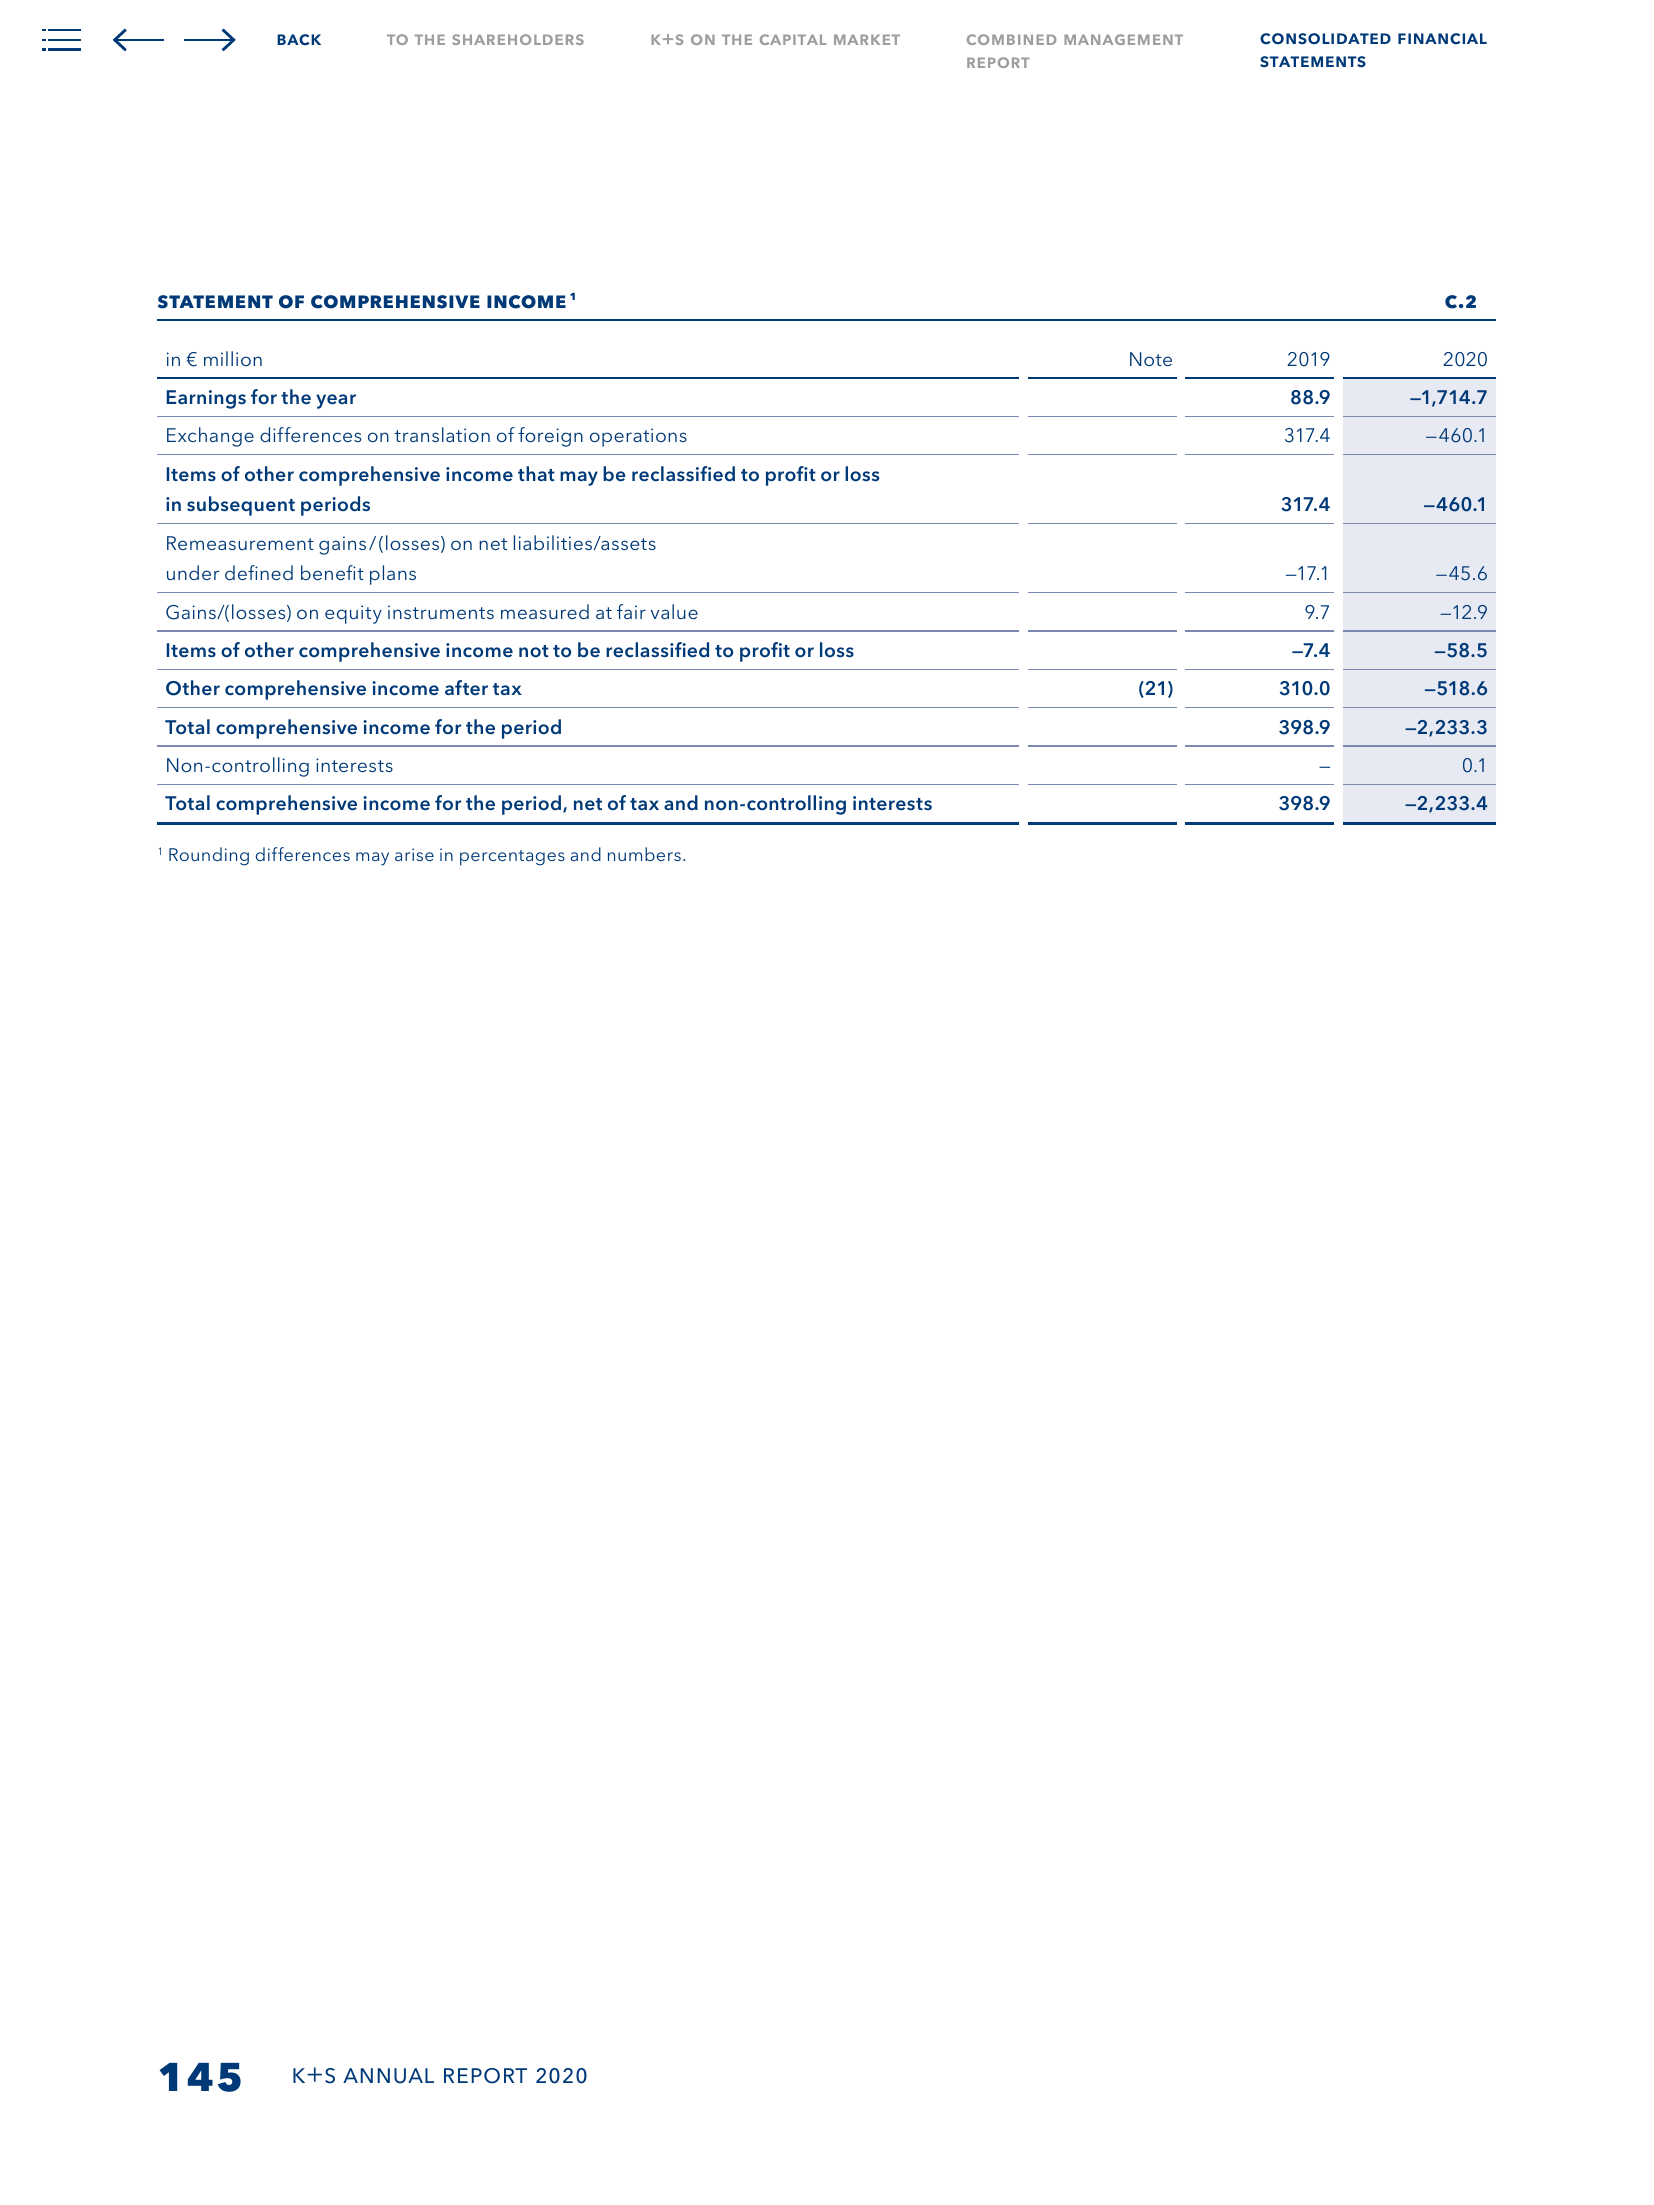 BACK
TO THE SHAREHOLDERS
K+S ON THE CAPITAL MARKET
COMBINED MANAGEMENT
REPORT
CONSOLIDATED FINANCIAL
STATEMENTS
STATEMENT OF COMPREHENSIVE INCOME ¹ C.2
in € million Note 2019 2020
Earnings for the year 88.9 –1,714.7
Exchange differences on translation of foreign operations 317.4 –460.1
Items of other comprehensive income that may be reclassified to profit or loss
in subsequent periods 317.4 –460.1
Remeasurement gains/(losses) on net liabilities/assets
under defined benefit plans –17.1 –45.6
Gains/(losses) on equity instruments measured at fair value 9.7 –12.9
Items of other comprehensive income not to be reclassified to profit or loss –7.4 –58.5
Other comprehensive income after tax (21) 310.0 –518.6
Total comprehensive income for the period 398.9 –2,233.3
Non-controlling interests – 0.1
Total comprehensive income for the period, net of tax and non-controlling interests 398.9 –2,233.4
¹ Rounding differences may arise in percentages and numbers.
145 K+S ANNUAL REPORT 2020